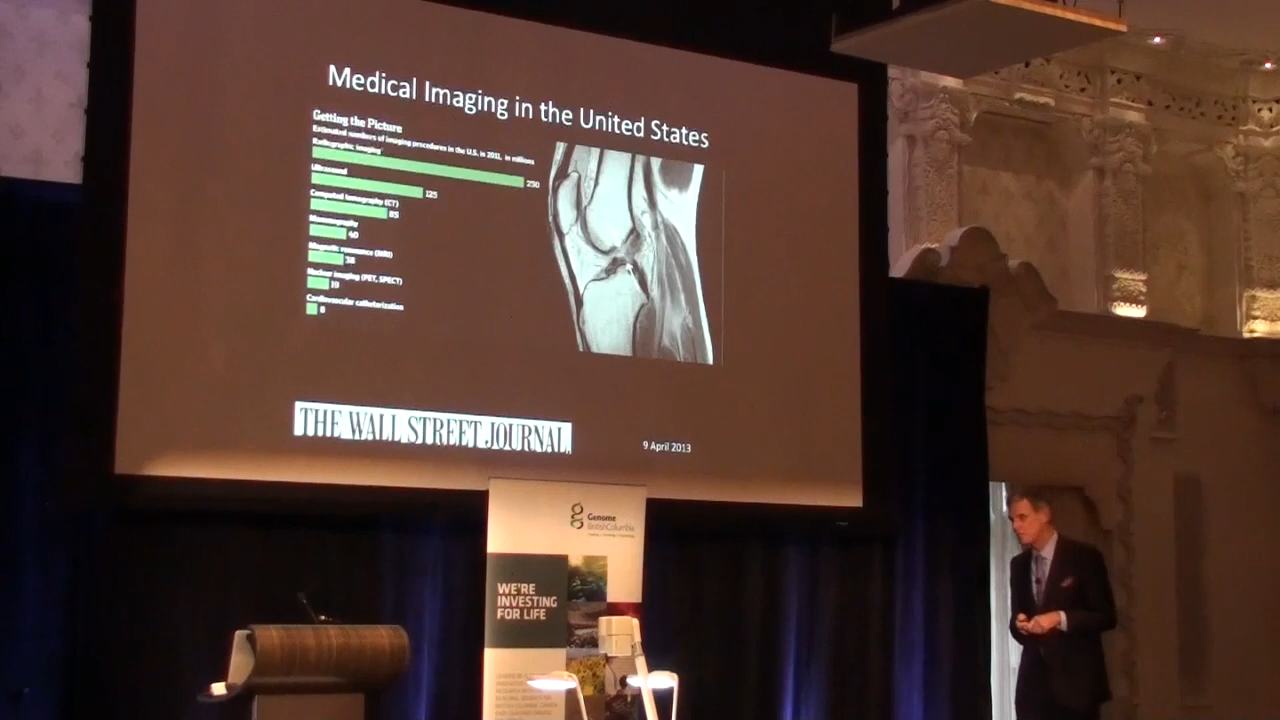 Medical Imaging in the United States
Getting the Picture
Estimated numbers of imaging procedures in the U.S. in 2011, in millions
Radiographic imaging
250
Ultrasound
125
Computed tomography (CT)
85
Mammography
40
Magnetic resonance (MRI)
38
Nuclear imaging (PET, SPECT)
19
Cardiovascular catheterization
8
THE WALL STREET JOURNAL.
9 April 2013
Genome
BritishColumbia
WE'RE
INVESTING
FOR LIFE